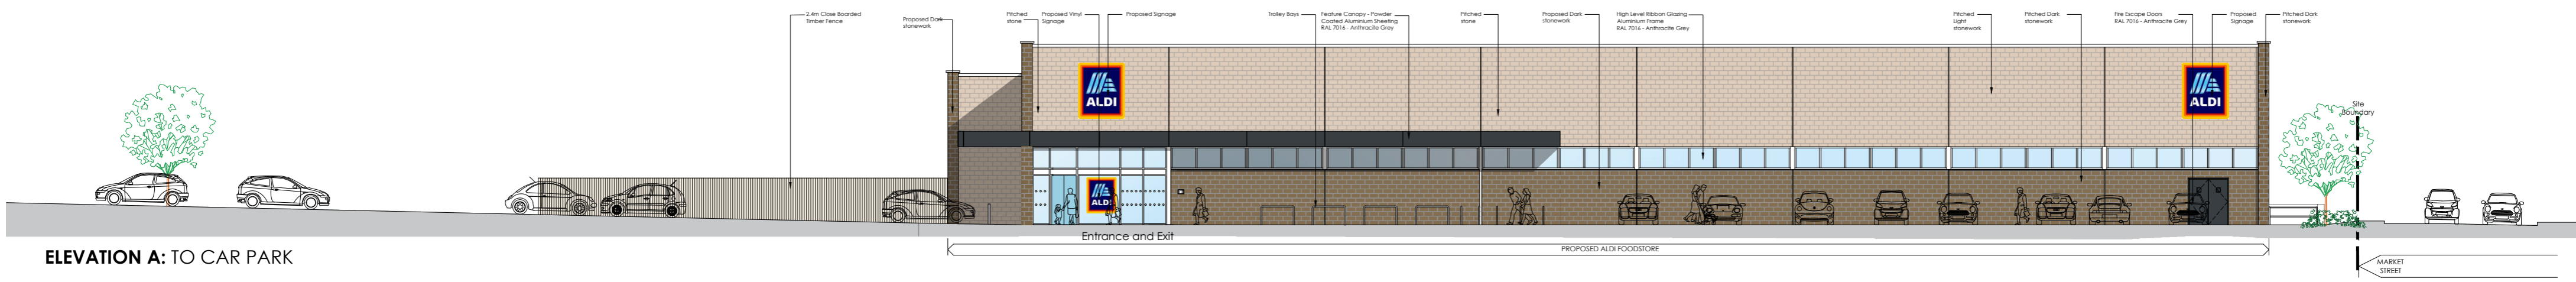 2.4m Close Boarded
Timber Fence
Proposed Dark
stonework
Pitched
stone
Proposed Vinyl
Signage
Proposed Signage
Trolley Bays
Feature Canopy - Powder
Coated Aluminium Sheeting
RAL 7016 - Anthracite Grey
Pitched
stone
Proposed Dark
stonework
High Level Ribbon Glazing
Aluminium Frame
RAL 7016 - Anthracite Grey
Pitched
Light
stonework
Pitched Dark
stonework
Fire Escape Doors
RAL 7016 - Anthracite Grey
Proposed
Signage
Pitched Dark
stonework
ALDI
ALDI
Site
Boundary
ALDI
Entrance and Exit
PROPOSED ALDI FOODSTORE
ELEVATION A: TO CAR PARK
MARKET
STREET